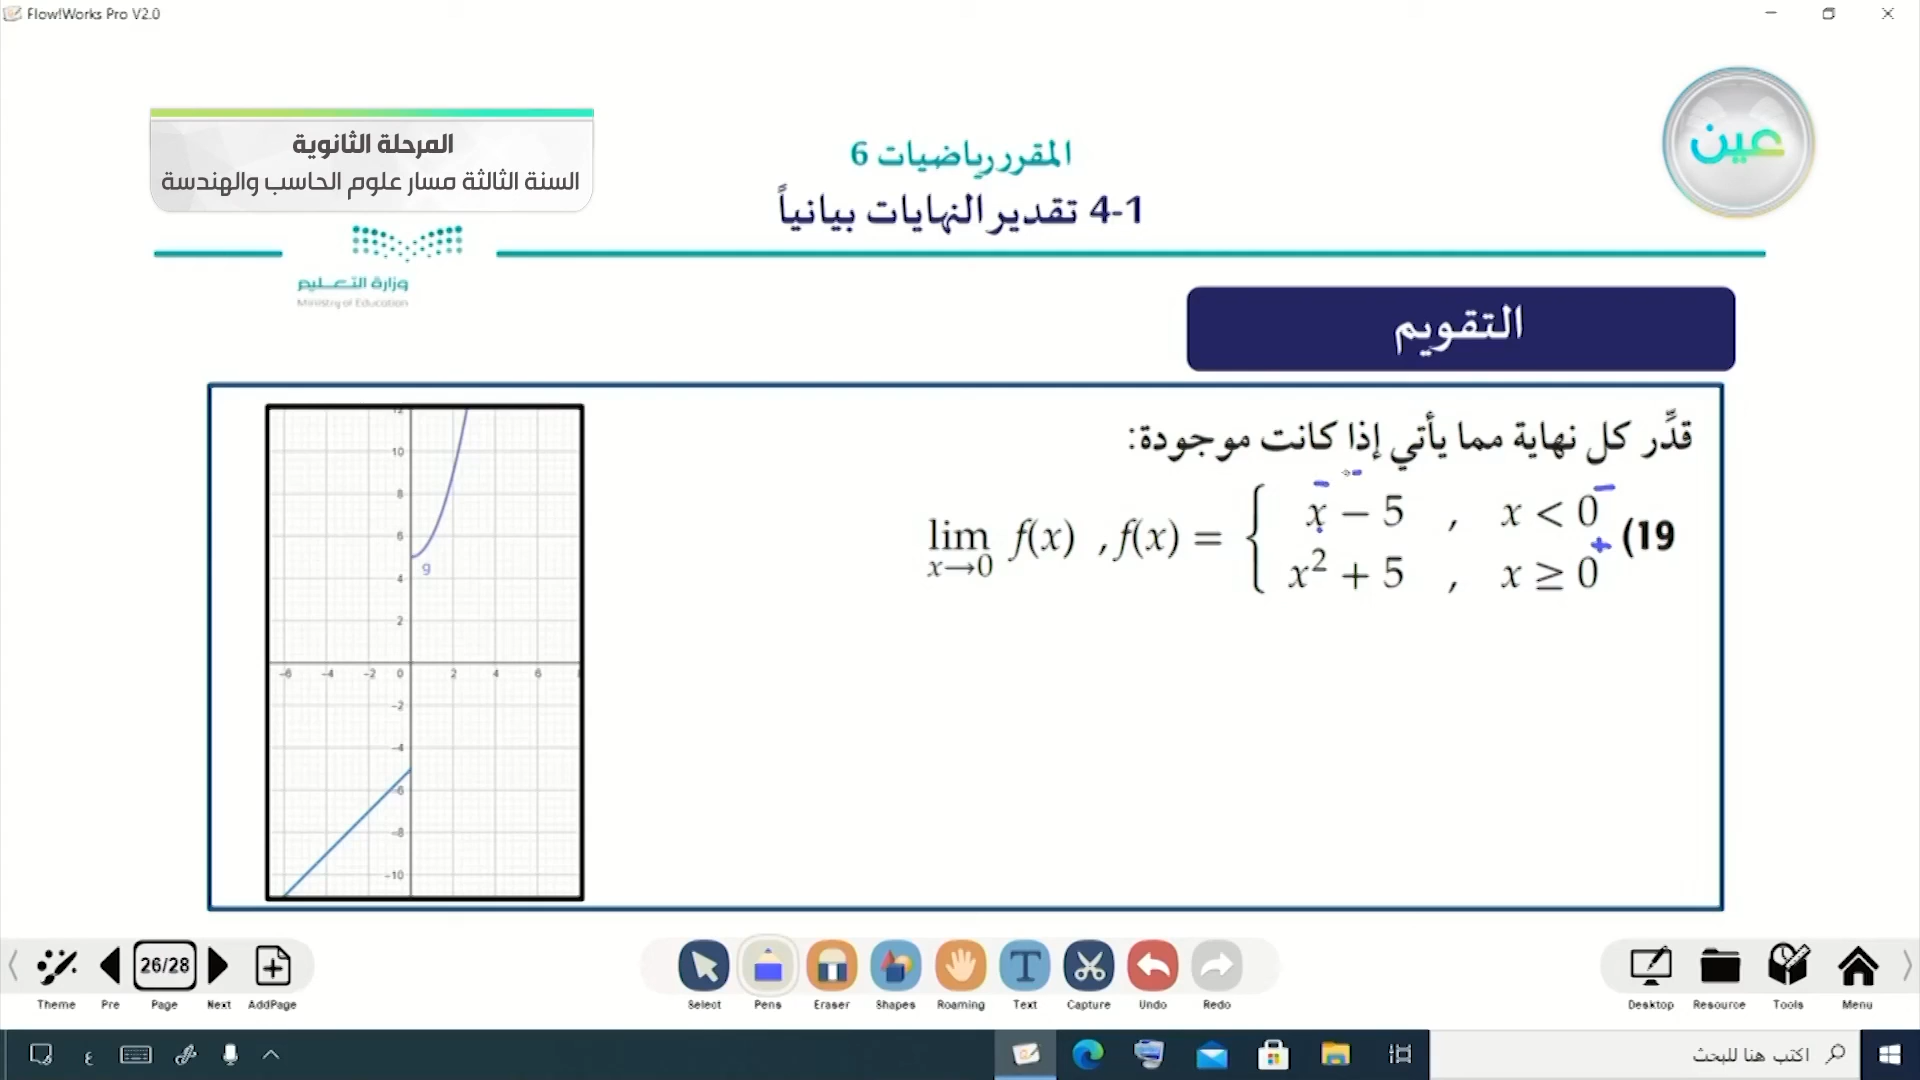 Flow!Works Pro V2.0
المرحلة الثانوية
السنة الثالثة مسار علوم الحاسب والهندسة
المقرر رياضيات 6
4-1 تقدير النهايات بيانياً
عين
وزارة التعليم
Ministry of Education
التقويم
قدِّر كل نهاية مما يأتي إذا كانت موجودة:
(19 lim x→0 f(x) , f(x) = { x − 5 , x < 0
x² + 5 , x ≥ 0
12
10
8
6
g
4
2
-6 -4 -2 0 2 4 6
-2
-4
-6
-8
-10
26/28
Theme Pre Page Next AddPage
Select Pens Eraser Shapes Roaming Text Capture Undo Redo
Desktop Resource Tools Menu
ع
اكتب هنا للبحث